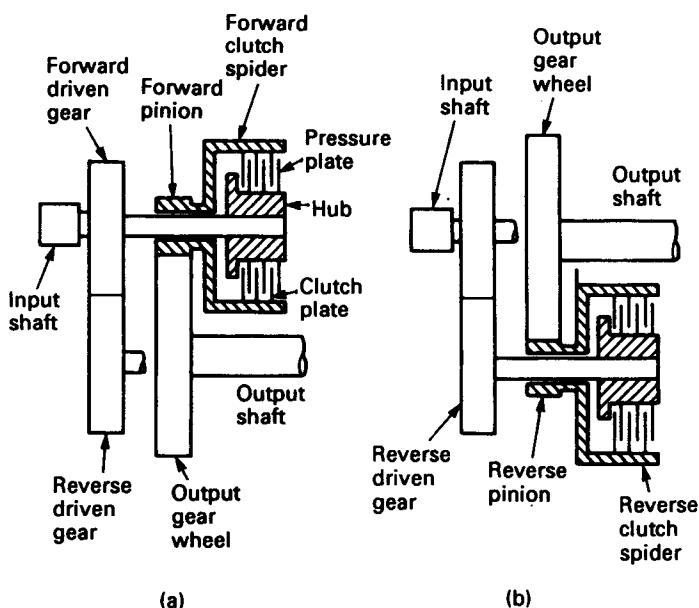 Forward
clutch
spider
Forward
driven
gear
Forward
pinion
Pressure
plate
Hub
Input
shaft
Clutch
plate
Output
shaft
Reverse
driven
gear
Output
gear
wheel
(a)
Output
gear
wheel
Input
shaft
Output
shaft
Reverse
driven
gear
Reverse
pinion
Reverse
clutch
spider
(b)